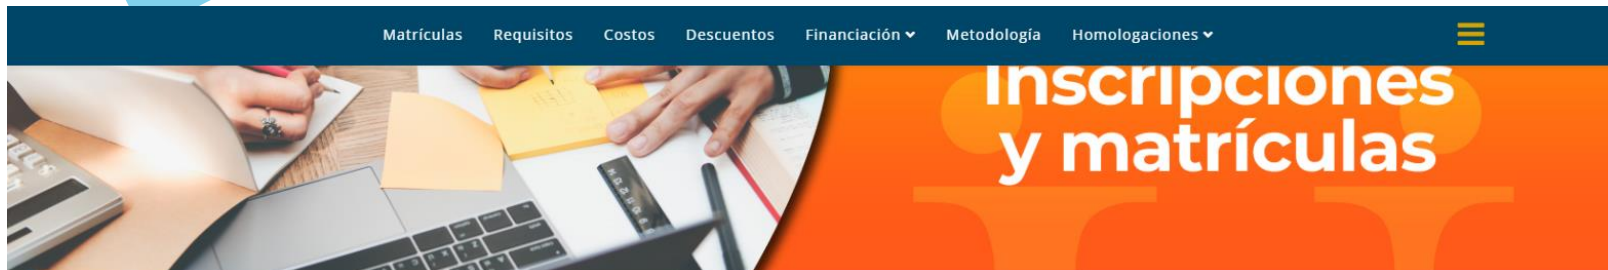 Matrículas Requisitos Costos Descuentos Financiación Metodología Homologaciones
Inscripciones
y matrículas